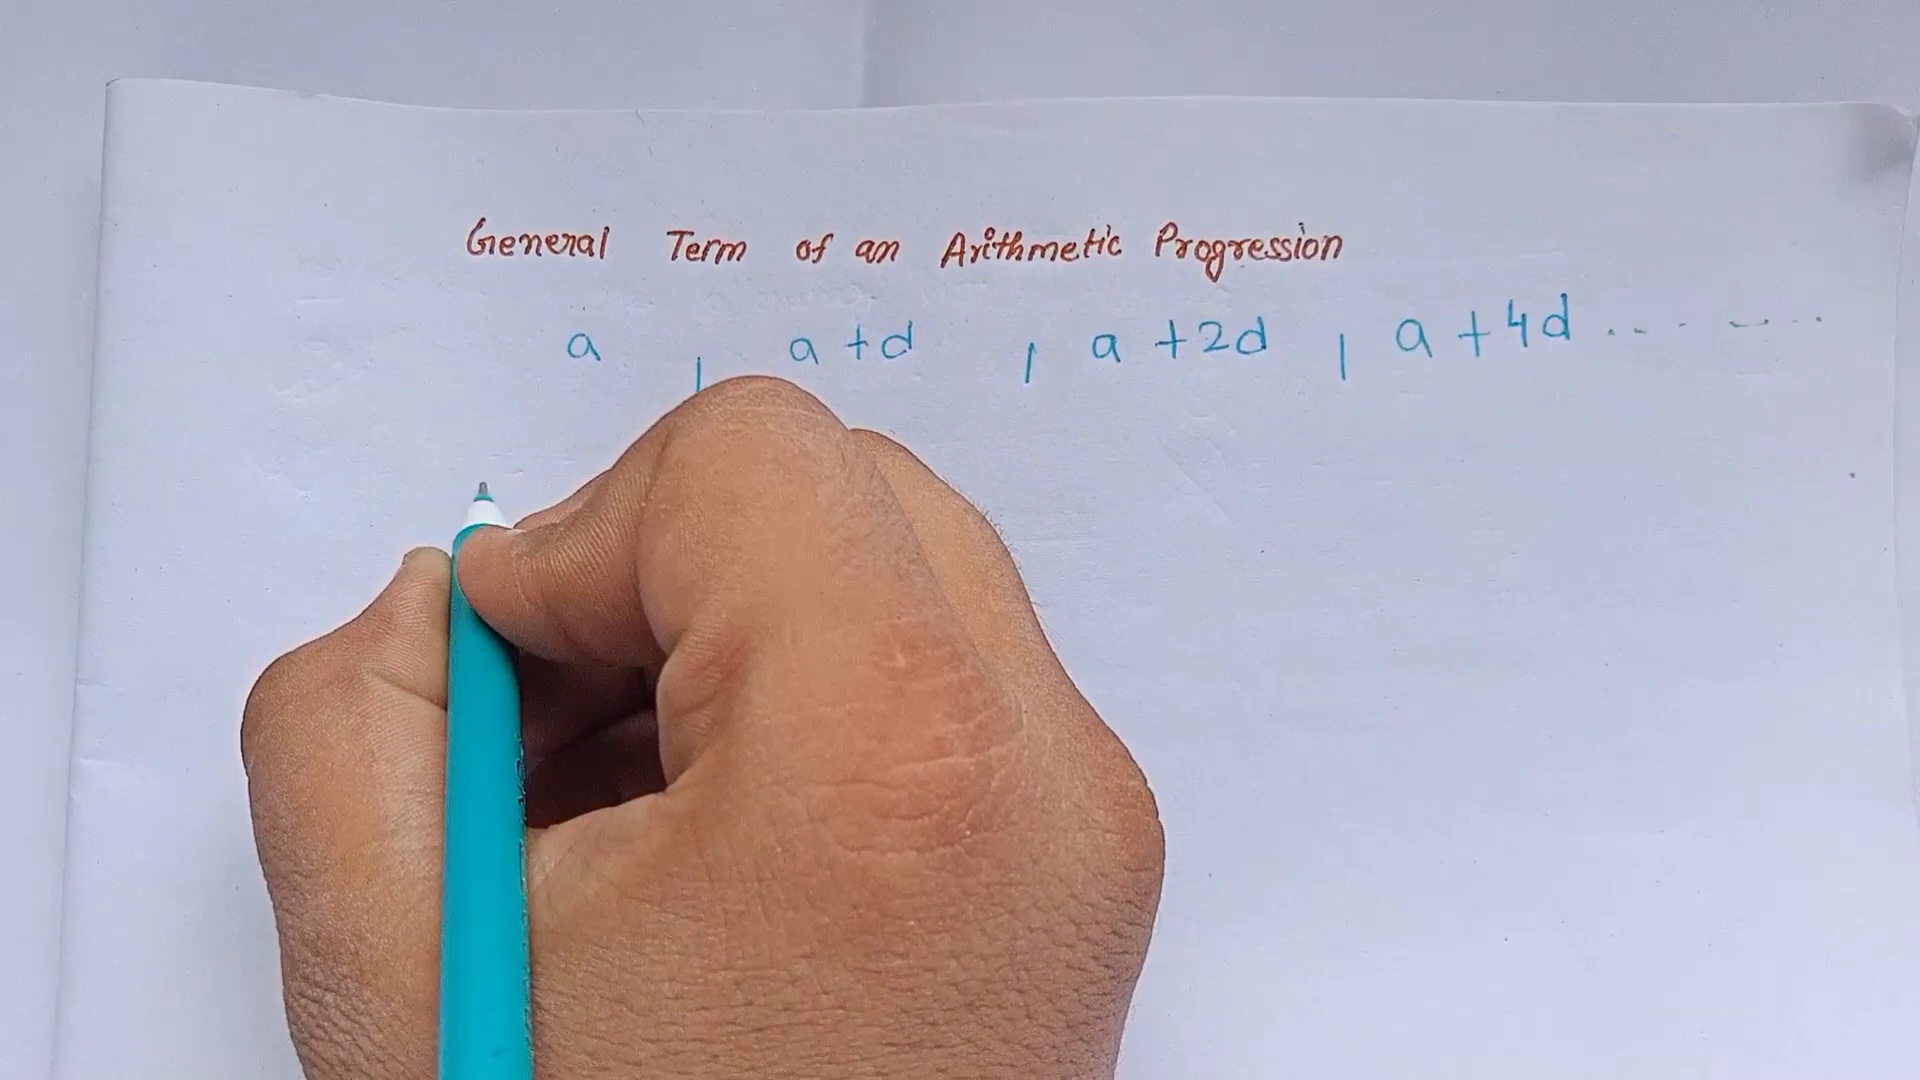 General Term of an Arithmetic Progression
a , a + d , a + 2d , a + 4d ... - ...